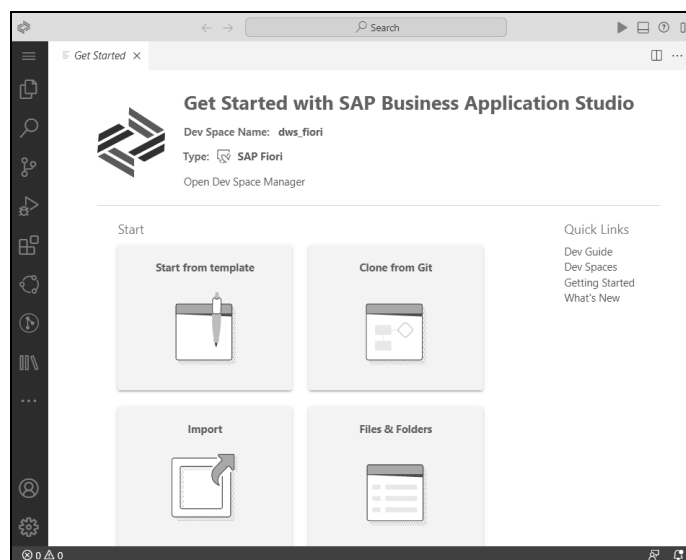 Search
Get Started
Get Started with SAP Business Application Studio
Dev Space Name: dws_fiori
Type: SAP Fiori
Open Dev Space Manager
Start
Quick Links
Start from template
Clone from Git
Dev Guide
Dev Spaces
Getting Started
What's New
Import
Files & Folders
0 0